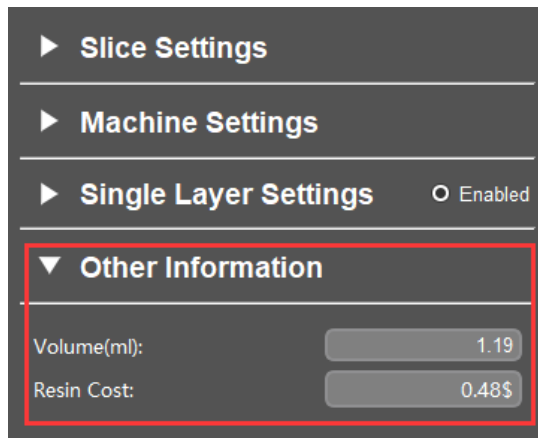 Slice Settings
Machine Settings
Single Layer Settings Enabled
Other Information
Volume(ml): 1.19
Resin Cost: 0.48$